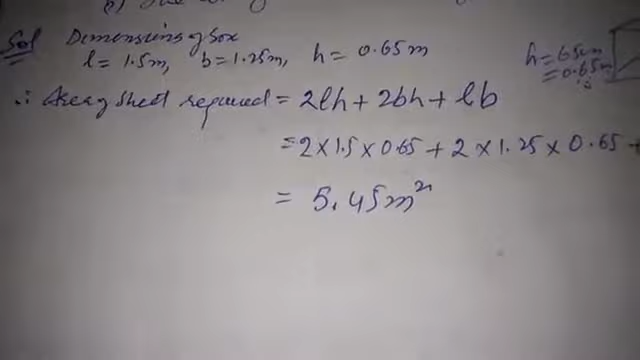 Sol Dimensions of box
l = 1.5m, b = 1.25m, h = 0.65m
h = 65cm
= 0.65m
∴ Area of sheet required = 2lh + 2bh + lb
= 2 × 1.5 × 0.65 + 2 × 1.25 × 0.65 +
= 5.45m²